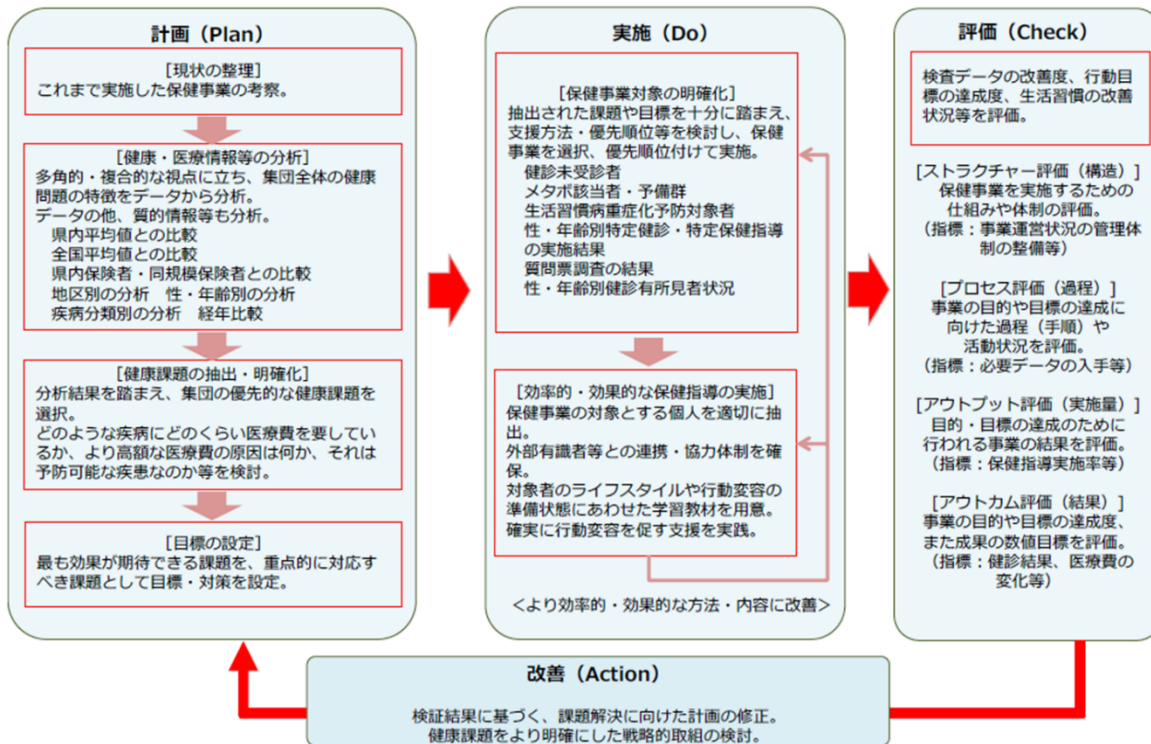 計画（Plan）
[現状の整理]
これまで実施した保健事業の考察。
[健康・医療情報等の分析]
多角的・複合的な視点に立ち、集団全体の健康
問題の特徴をデータから分析。
データの他、質的情報等も分析。
県内平均値との比較
全国平均値との比較
県内保険者・同規模保険者との比較
地区別の分析　性・年齢別の分析
疾病分類別の分析　経年比較
[健康課題の抽出・明確化]
分析結果を踏まえ、集団の優先的な健康課題を
選択。
どのような疾病にどのくらい医療費を要してい
るか、より高額な医療費の原因は何か、それは
予防可能な疾患なのか等を検討。
[目標の設定]
最も効果が期待できる課題を、重点的に対応す
べき課題として目標・対策を設定。
実施（Do）
[保健事業対象の明確化]
抽出された課題や目標を十分に踏まえ、
支援方法・優先順位等を検討し、保健
事業を選択、優先順位付けて実施。
健診未受診者
メタボ該当者・予備群
生活習慣病重症化予防対象者
性・年齢別特定健診・特定保健指導
の実施結果
質問票調査の結果
性・年齢別健診有所見者状況
[効率的・効果的な保健指導の実施]
保健事業の対象とする個人を適切に抽
出。
外部有識者等との連携・協力体制を確
保。
対象者のライフスタイルや行動変容の
準備状態にあわせた学習教材を用意。
確実に行動変容を促す支援を実践。
＜より効率的・効果的な方法・内容に改善＞
評価（Check）
検査データの改善度、行動目
標の達成度、生活習慣の改善
状況等を評価。
[ストラクチャー評価（構造）]
保健事業を実施するための
仕組みや体制の評価。
（指標：事業運営状況の管理体
制の整備等）
[プロセス評価（過程）]
事業の目的や目標の達成に
向けた過程（手順）や
活動状況を評価。
（指標：必要データの入手等）
[アウトプット評価（実施量）]
目的・目標の達成のために
行われる事業の結果を評価。
（指標：保健指導実施率等）
[アウトカム評価（結果）]
事業の目的や目標の達成度、
また成果の数値目標を評価。
（指標：健診結果、医療費の
変化等）
改善（Action）
検証結果に基づく、課題解決に向けた計画の修正。
健康課題をより明確にした戦略的取組の検討。